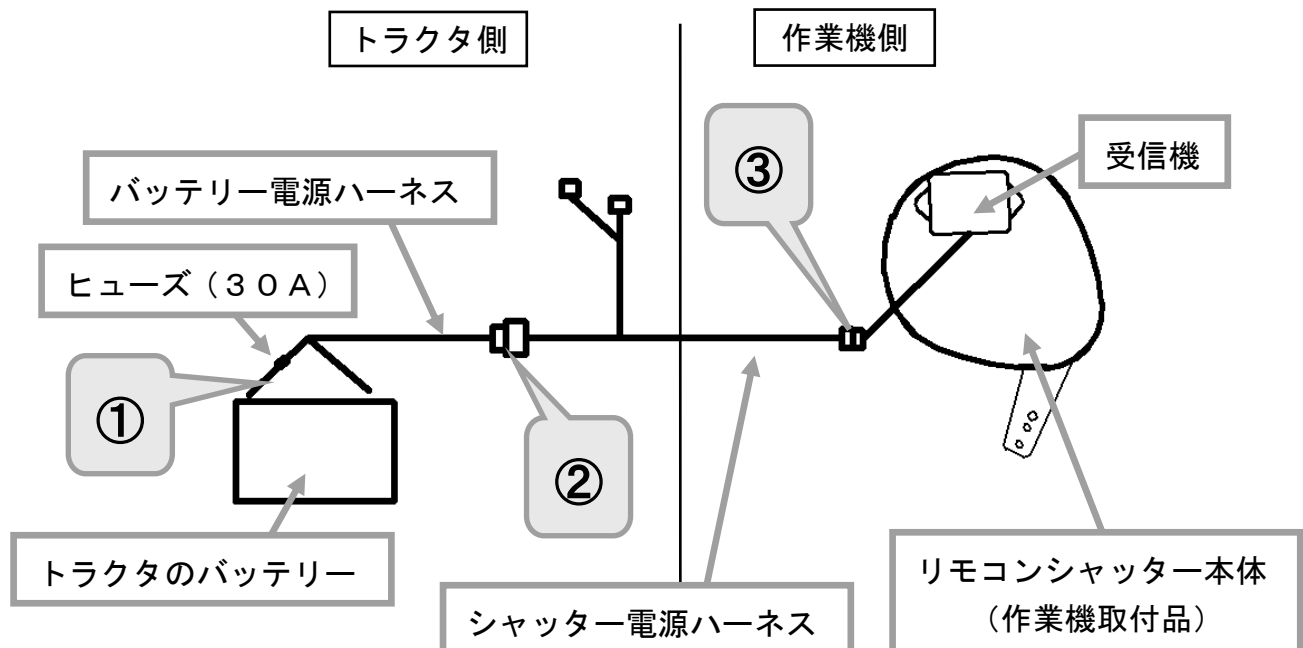 トラクタ側
作業機側
③
受信機
バッテリー電源ハーネス
ヒューズ（３０Ａ）
①
②
トラクタのバッテリー
シャッター電源ハーネス
リモコンシャッター本体
（作業機取付品）